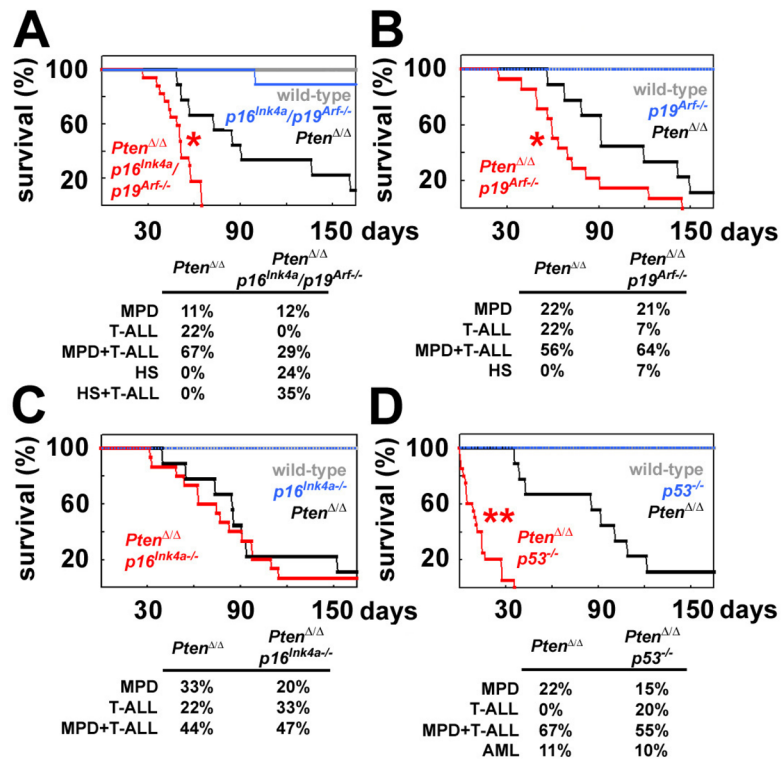 A
survival (%)
100
60
20
wild-type
p16Ink4a/p19Arf-/-
PtenΔ/Δ
PtenΔ/Δ
p16Ink4a/
p19Arf-/-
*
30 90 150 days
PtenΔ/Δ PtenΔ/Δ
p16Ink4a/p19Arf-/-
MPD 11% 12%
T-ALL 22% 0%
MPD+T-ALL 67% 29%
HS 0% 24%
HS+T-ALL 0% 35%
B
survival (%)
100
60
20
wild-type
p19Arf-/-
PtenΔ/Δ
*
PtenΔ/Δ
p19Arf-/-
30 90 150 days
PtenΔ/Δ PtenΔ/Δ
p19Arf-/-
MPD 22% 21%
T-ALL 22% 7%
MPD+T-ALL 56% 64%
HS 0% 7%
C
survival (%)
100
60
20
wild-type
p16Ink4a-/-
PtenΔ/Δ
PtenΔ/Δ
p16Ink4a-/-
30 90 150 days
PtenΔ/Δ PtenΔ/Δ
p16Ink4a-/-
MPD 33% 20%
T-ALL 22% 33%
MPD+T-ALL 44% 47%
D
survival (%)
100
60
20
wild-type
p53-/-
PtenΔ/Δ
**
PtenΔ/Δ
p53-/-
30 90 150 days
PtenΔ/Δ PtenΔ/Δ
p53-/-
MPD 22% 15%
T-ALL 0% 20%
MPD+T-ALL 67% 55%
AML 11% 10%